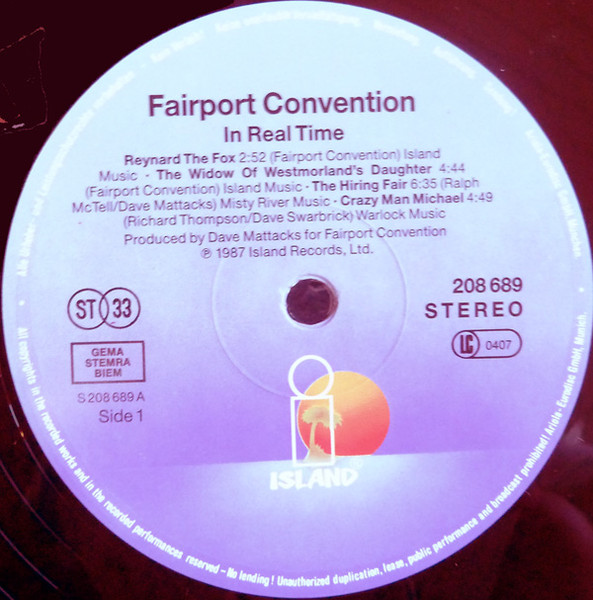 Fairport Convention
In Real Time
Reynard The Fox 2:52 (Fairport Convention) Island
Music · The Widow Of Westmorland's Daughter 4:44
(Fairport Convention) Island Music · The Hiring Fair 6:35 (Ralph
McTell/Dave Mattacks) Misty River Music · Crazy Man Michael 4:49
(Richard Thompson/Dave Swarbrick) Warlock Music
Produced by Dave Mattacks for Fairport Convention
℗ 1987 Island Records, Ltd.
ST 33
GEMA
STEMRA
BIEM
S 208 689 A
Side 1
208 689
STEREO
LC 0407
ISLAND
All copyrights in the recorded works and in the recorded performances reserved – No lending! Unauthorized duplication, lease, public performance and broadcast prohibited! Ariola-Eurodisc GmbH, Munich.